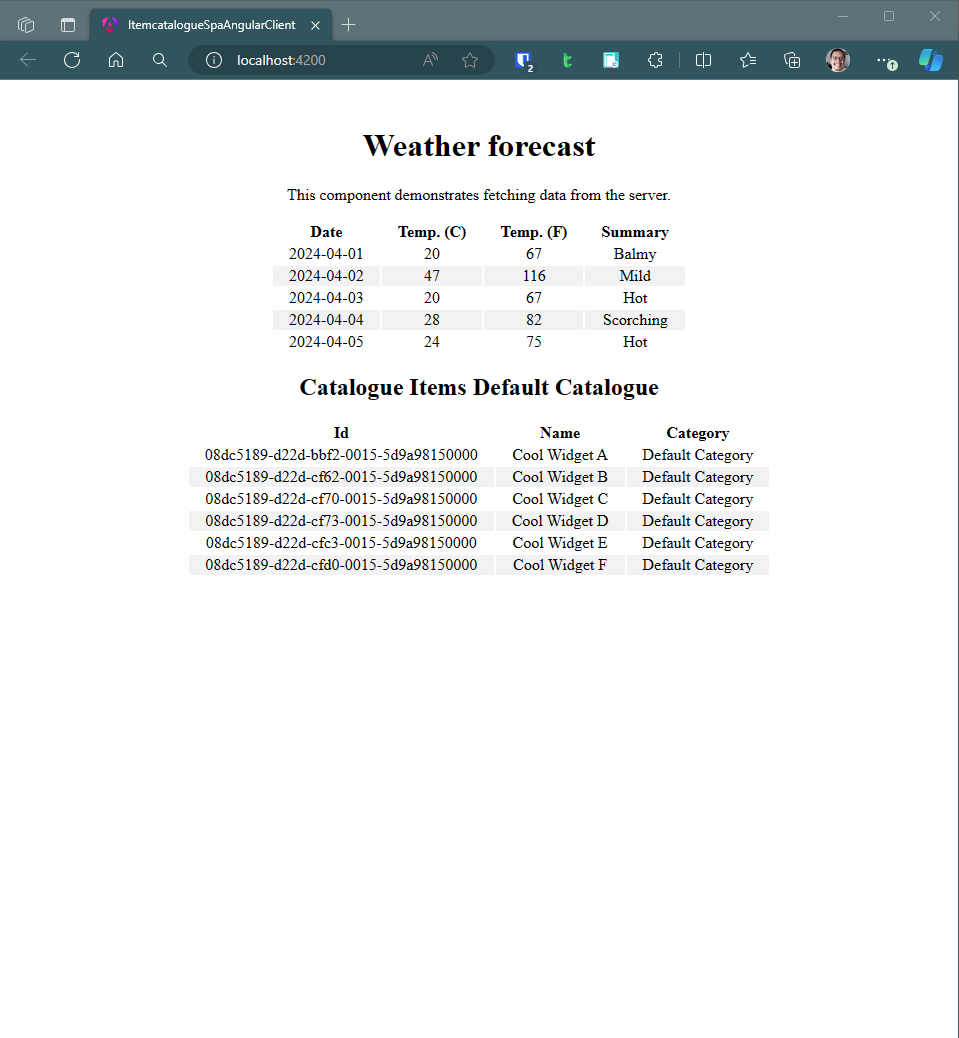 ItemcatalogueSpaAngularClient
localhost:4200
2
Weather forecast
This component demonstrates fetching data from the server.
Date Temp. (C) Temp. (F) Summary
2024-04-01 20 67 Balmy
2024-04-02 47 116 Mild
2024-04-03 20 67 Hot
2024-04-04 28 82 Scorching
2024-04-05 24 75 Hot
Catalogue Items Default Catalogue
Id Name Category
08dc5189-d22d-bbf2-0015-5d9a98150000 Cool Widget A Default Category
08dc5189-d22d-cf62-0015-5d9a98150000 Cool Widget B Default Category
08dc5189-d22d-cf70-0015-5d9a98150000 Cool Widget C Default Category
08dc5189-d22d-cf73-0015-5d9a98150000 Cool Widget D Default Category
08dc5189-d22d-cfc3-0015-5d9a98150000 Cool Widget E Default Category
08dc5189-d22d-cfd0-0015-5d9a98150000 Cool Widget F Default Category